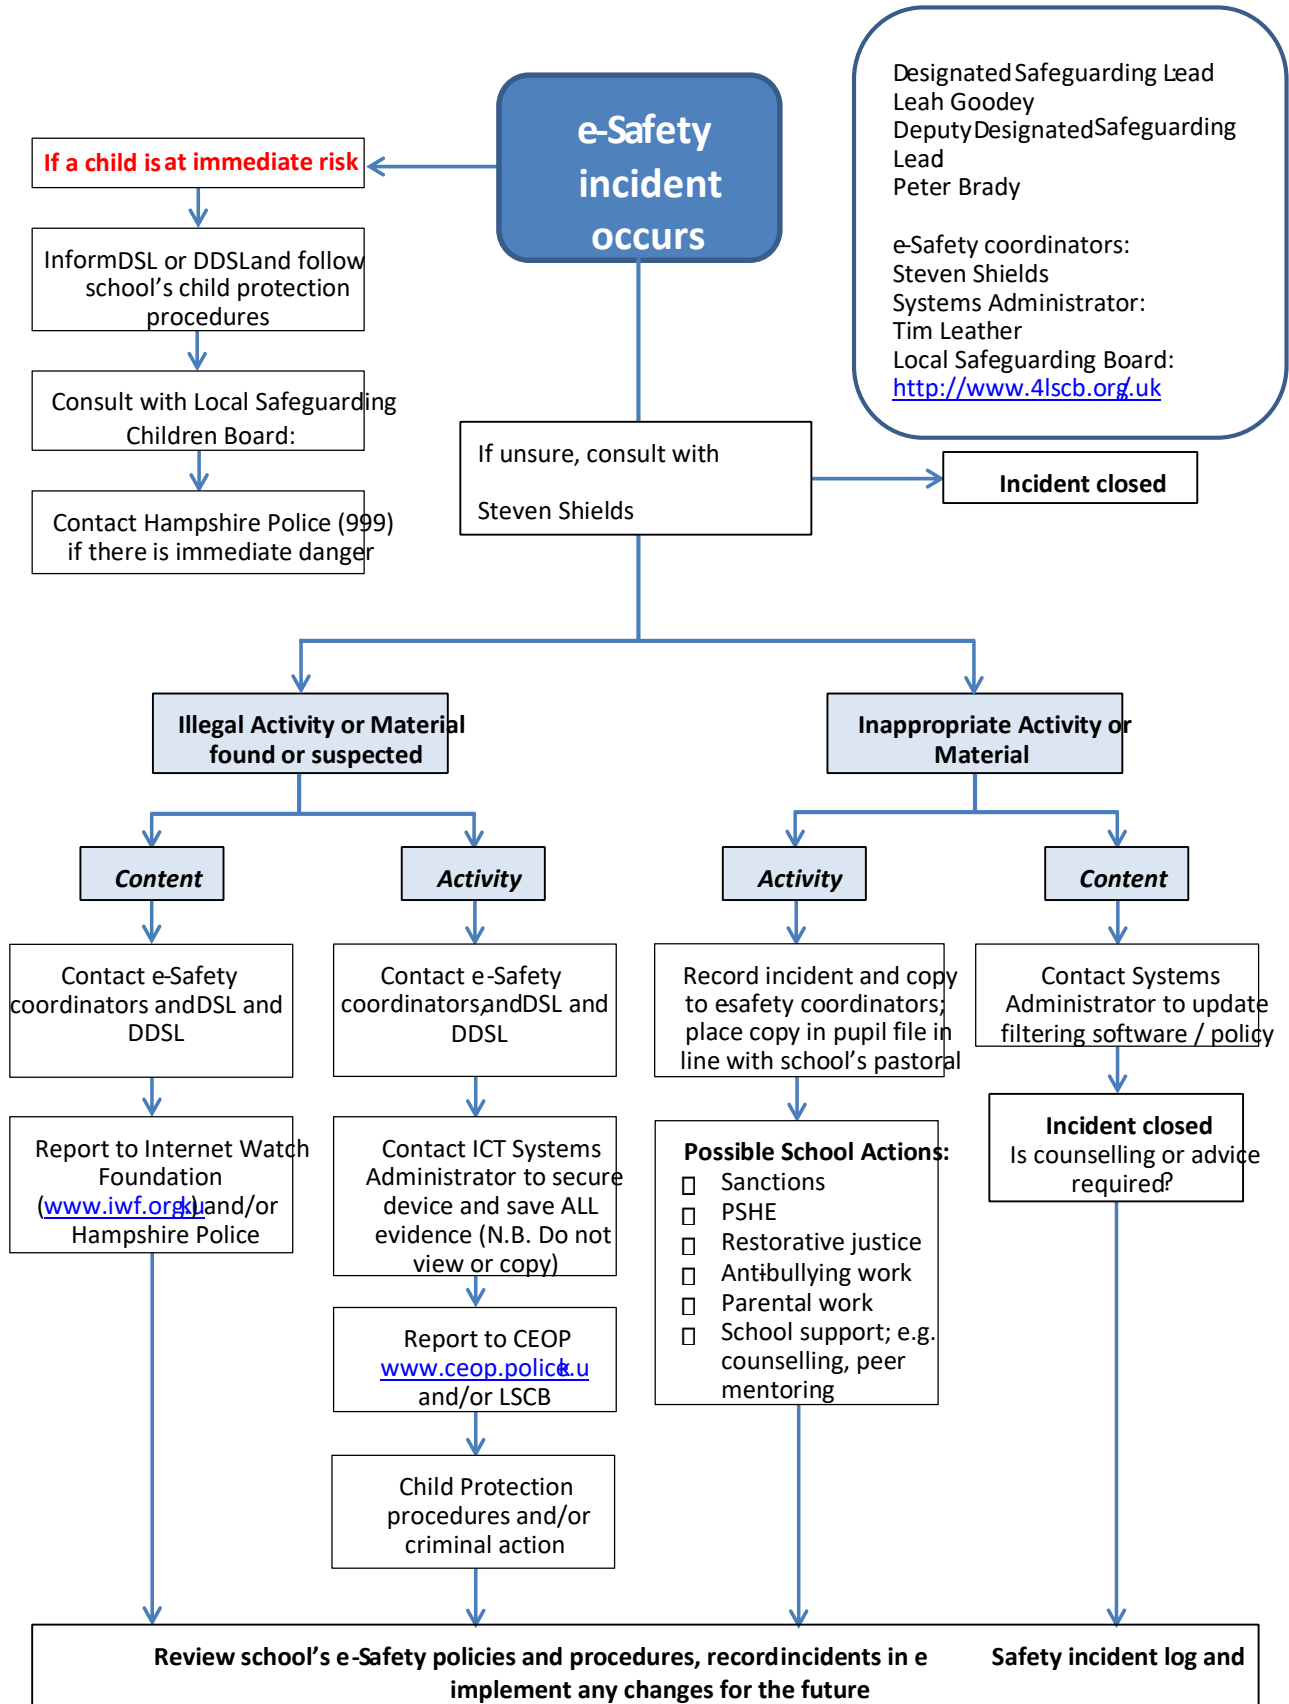 e-Safety
incident
occurs
Designated Safeguarding Lead
Leah Goodey
Deputy Designated Safeguarding
Lead
Peter Brady
e-Safety coordinators:
Steven Shields
Systems Administrator:
Tim Leather
Local Safeguarding Board:
http://www.4lscb.org.uk/
If a child is at immediate risk
Inform DSL or DDSL and follow
school's child protection
procedures
Consult with Local Safeguarding
Children Board:
Contact Hampshire Police (999)
if there is immediate danger
If unsure, consult with
Steven Shields
Incident closed
Illegal Activity or Material
found or suspected
Inappropriate Activity or
Material
Content
Activity
Activity
Content
Contact e-Safety
coordinators and DSL and
DDSL
Report to Internet Watch
Foundation
(www.iwf.org.uk) and/or
Hampshire Police
Contact e-Safety
coordinators, and DSL and
DDSL
Contact ICT Systems
Administrator to secure
device and save ALL
evidence (N.B. Do not
view or copy)
Report to CEOP
www.ceop.police.uk
and/or LSCB
Child Protection
procedures and/or
criminal action
Record incident and copy
to esafety coordinators;
place copy in pupil file in
line with school's pastoral
Possible School Actions:
Sanctions
PSHE
Restorative justice
Anti-bullying work
Parental work
School support; e.g.
counselling, peer
mentoring
Contact Systems
Administrator to update
filtering software / policy
Incident closed
Is counselling or advice
required?
Review school's e-Safety policies and procedures, record incidents in e Safety incident log and
implement any changes for the future